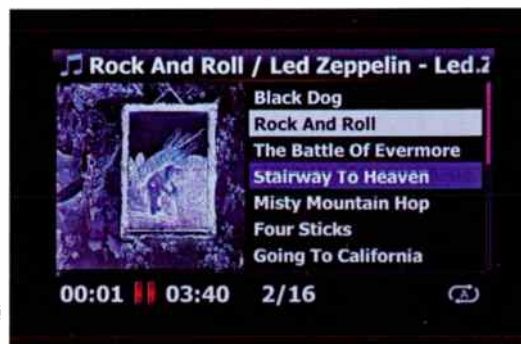 Rock And Roll / Led Zeppelin - Led.Z
Black Dog
Rock And Roll
The Battle Of Evermore
Stairway To Heaven
Misty Mountain Hop
Four Sticks
Going To California
00:01 03:40 2/16 A